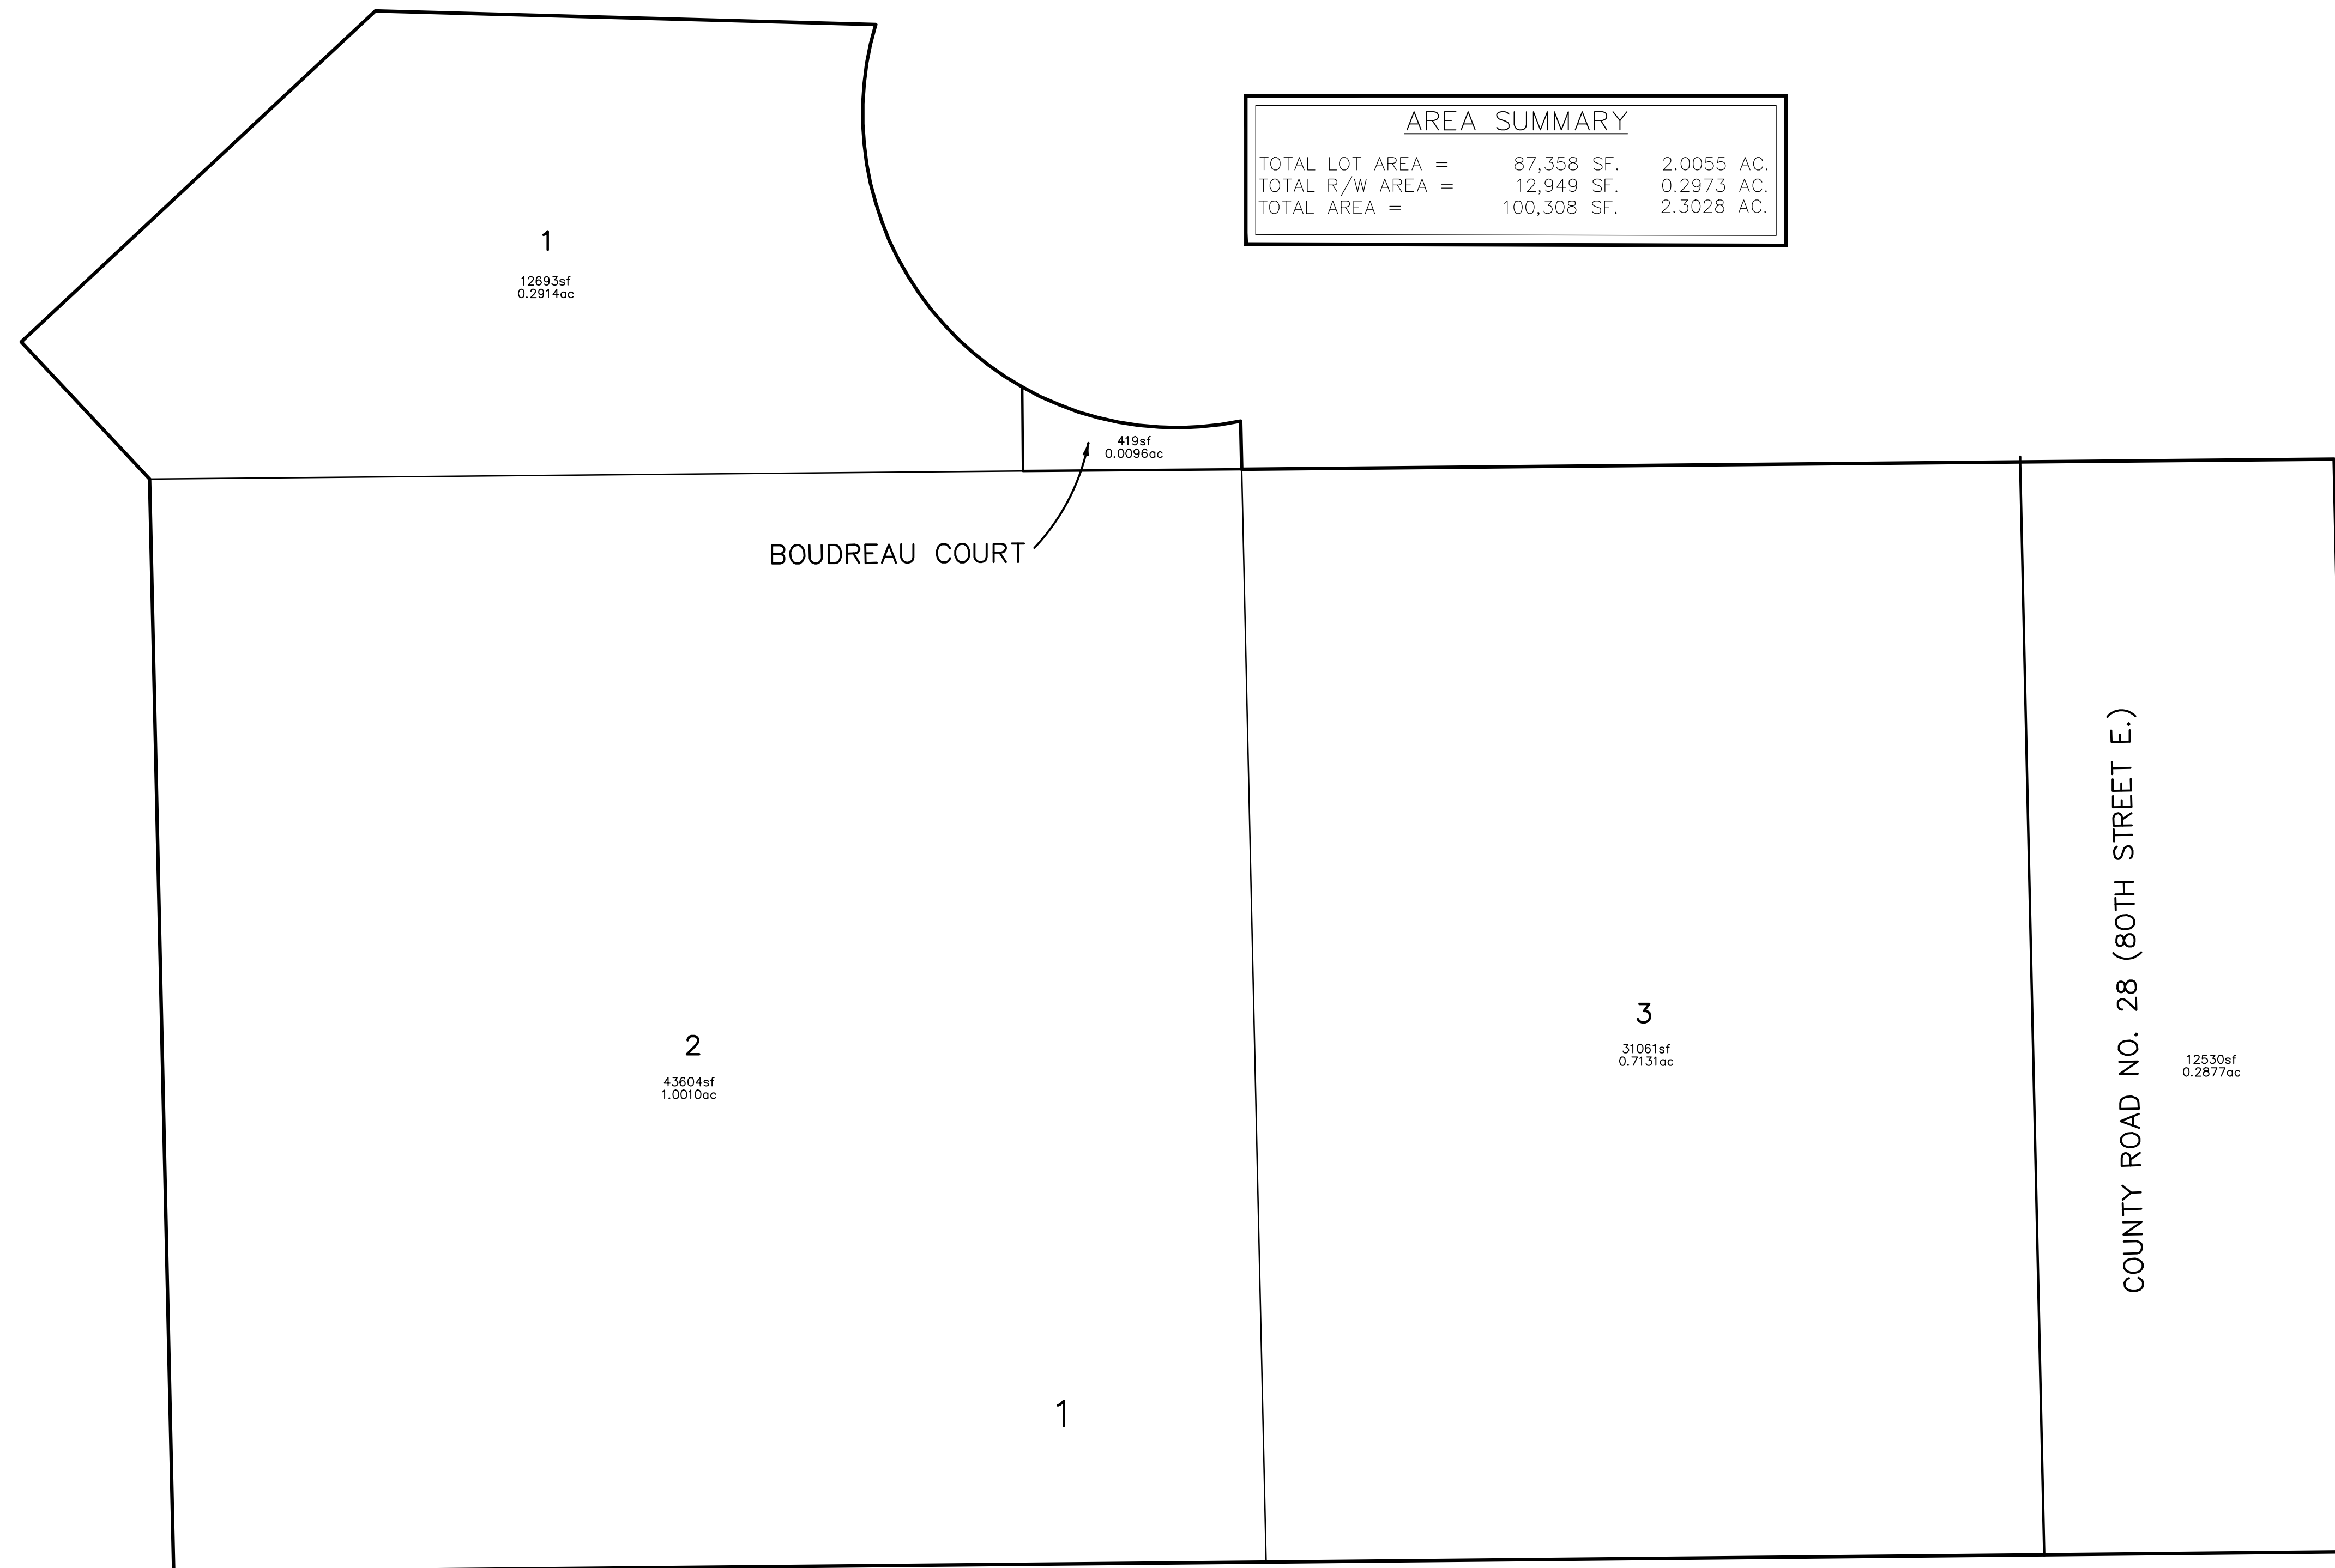 AREA SUMMARY
TOTAL LOT AREA = 87,358 SF. 2.0055 AC.
TOTAL R/W AREA = 12,949 SF. 0.2973 AC.
TOTAL AREA = 100,308 SF. 2.3028 AC.
1
12693sf
0.2914ac
419sf
0.0096ac
BOUDREAU COURT
2
43604sf
1.0010ac
3
31061sf
0.7131ac
COUNTY ROAD NO. 28 (80TH STREET E.)
12530sf
0.2877ac
1